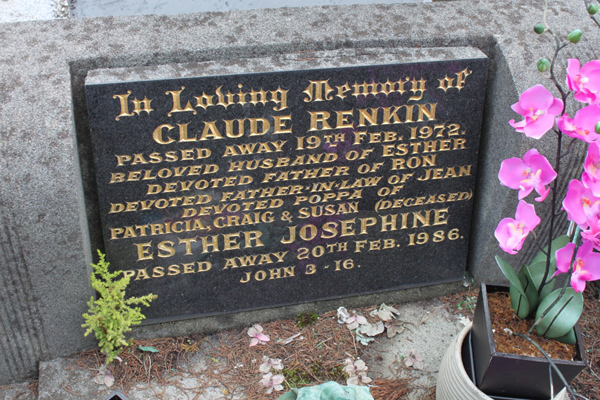 In Loving Memory of
CLAUDE RENKIN
PASSED AWAY 19TH FEB. 1972.
BELOVED HUSBAND OF ESTHER
DEVOTED FATHER OF RON
DEVOTED FATHER-IN-LAW OF JEAN
DEVOTED POPPA OF
PATRICIA, CRAIG & SUSAN (DECEASED)
ESTHER JOSEPHINE
PASSED AWAY 20TH FEB. 1986.
JOHN 3-16.